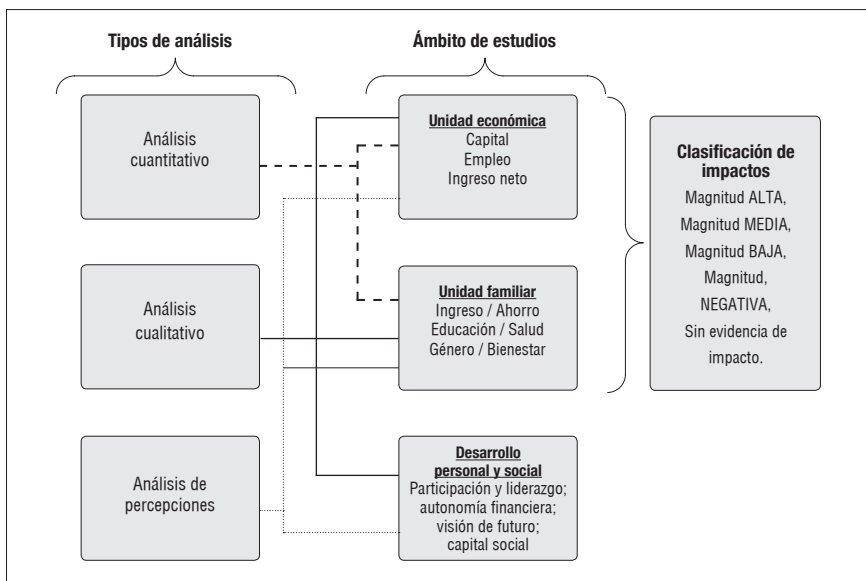 Tipos de análisis
Ámbito de estudios
Análisis
cuantitativo
Análisis
cualitativo
Análisis de
percepciones
Unidad económica
Capital
Empleo
Ingreso neto
Unidad familiar
Ingreso / Ahorro
Educación / Salud
Género / Bienestar
Desarrollo
personal y social
Participación y liderazgo;
autonomía financiera;
visión de futuro;
capital social
Clasificación de
impactos
Magnitud ALTA,
Magnitud MEDIA,
Magnitud BAJA,
Magnitud,
NEGATIVA,
Sin evidencia de
impacto.